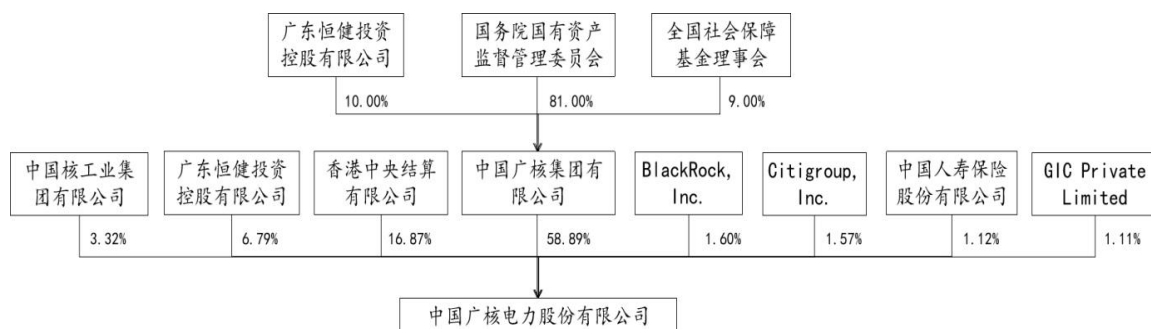 广东恒健投资
控股有限公司
国务院国有资产
监督管理委员会
全国社会保障
基金理事会
10.00%
81.00%
9.00%
中国核工业集
团有限公司
广东恒健投资
控股有限公司
香港中央结算
有限公司
中国广核集团有
限公司
BlackRock,
Inc.
Citigroup,
Inc.
中国人寿保险
股份有限公司
GIC Private
Limited
3.32%
6.79%
16.87%
58.89%
1.60%
1.57%
1.12%
1.11%
中国广核电力股份有限公司